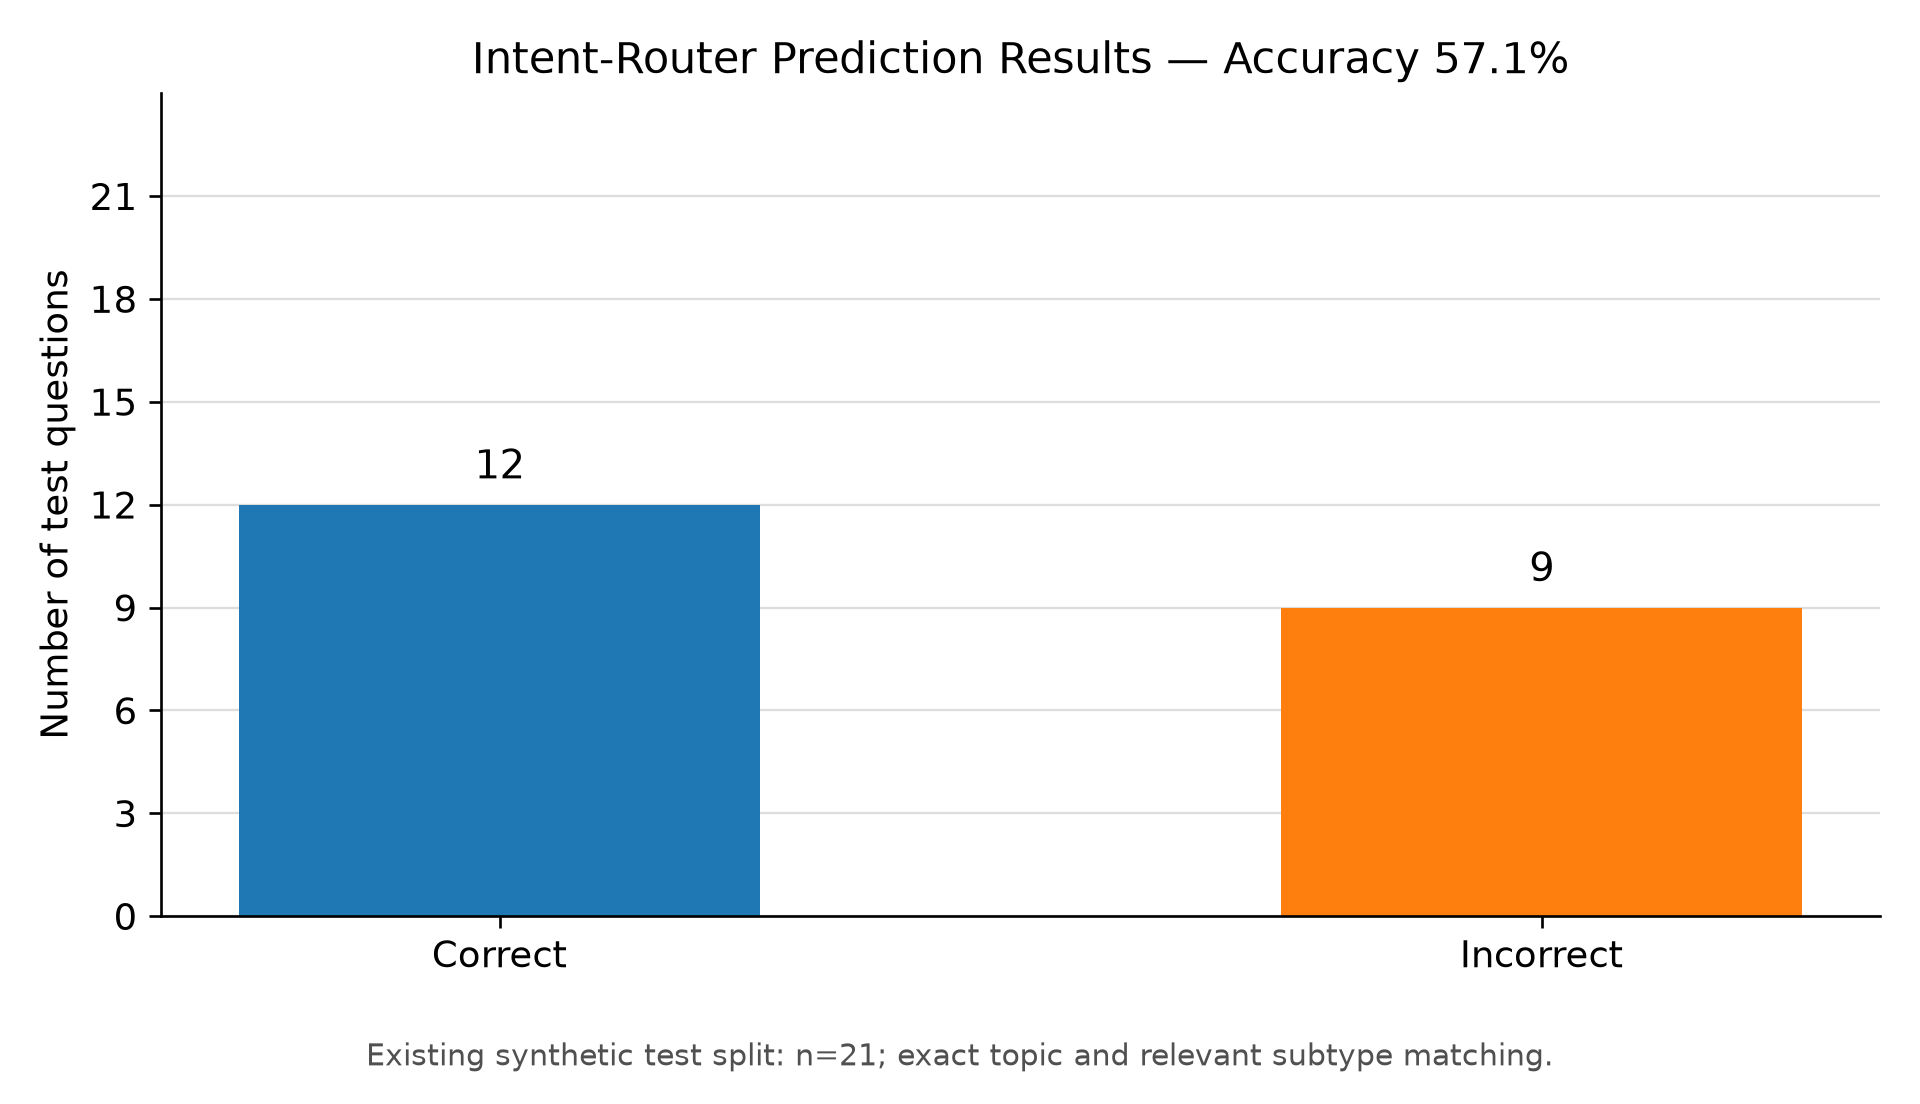 Intent-Router Prediction Results — Accuracy 57.1%
Number of test questions
21
18
15
12
9
6
3
0
12
9
Correct
Incorrect
Existing synthetic test split: n=21; exact topic and relevant subtype matching.